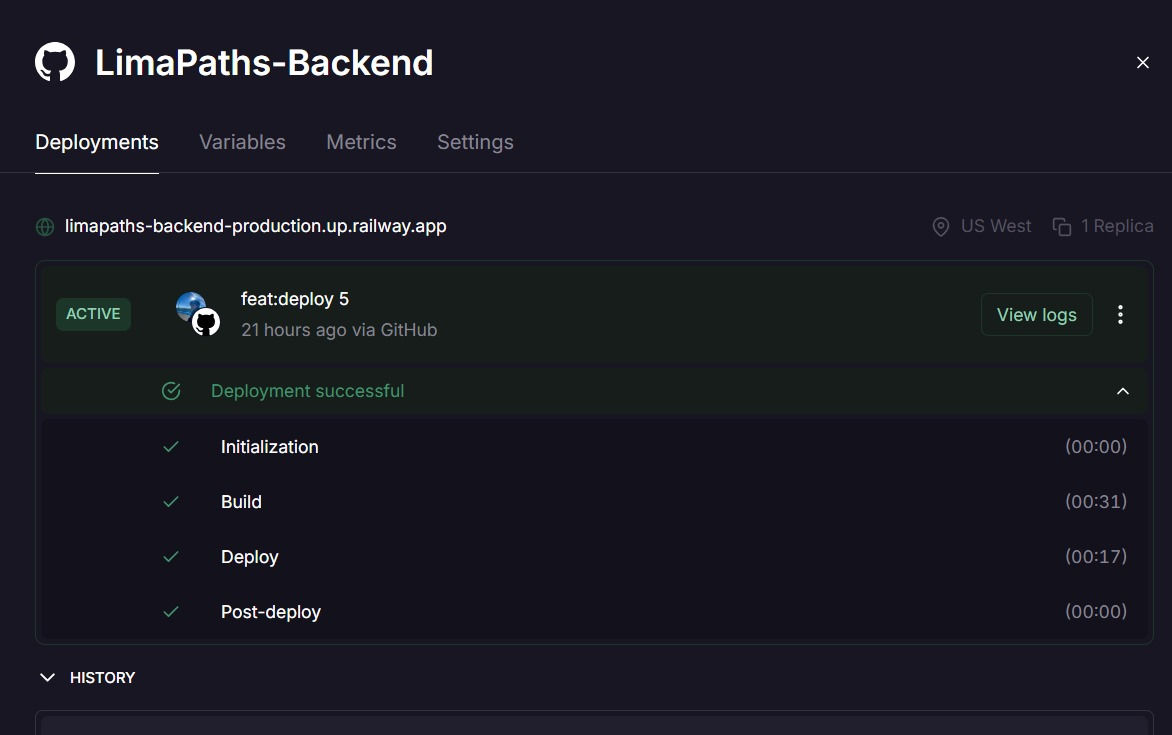 LimaPaths-Backend
Deployments Variables Metrics Settings
limapaths-backend-production.up.railway.app US West 1 Replica
ACTIVE
feat:deploy 5
21 hours ago via GitHub
View logs
Deployment successful
Initialization (00:00)
Build (00:31)
Deploy (00:17)
Post-deploy (00:00)
HISTORY